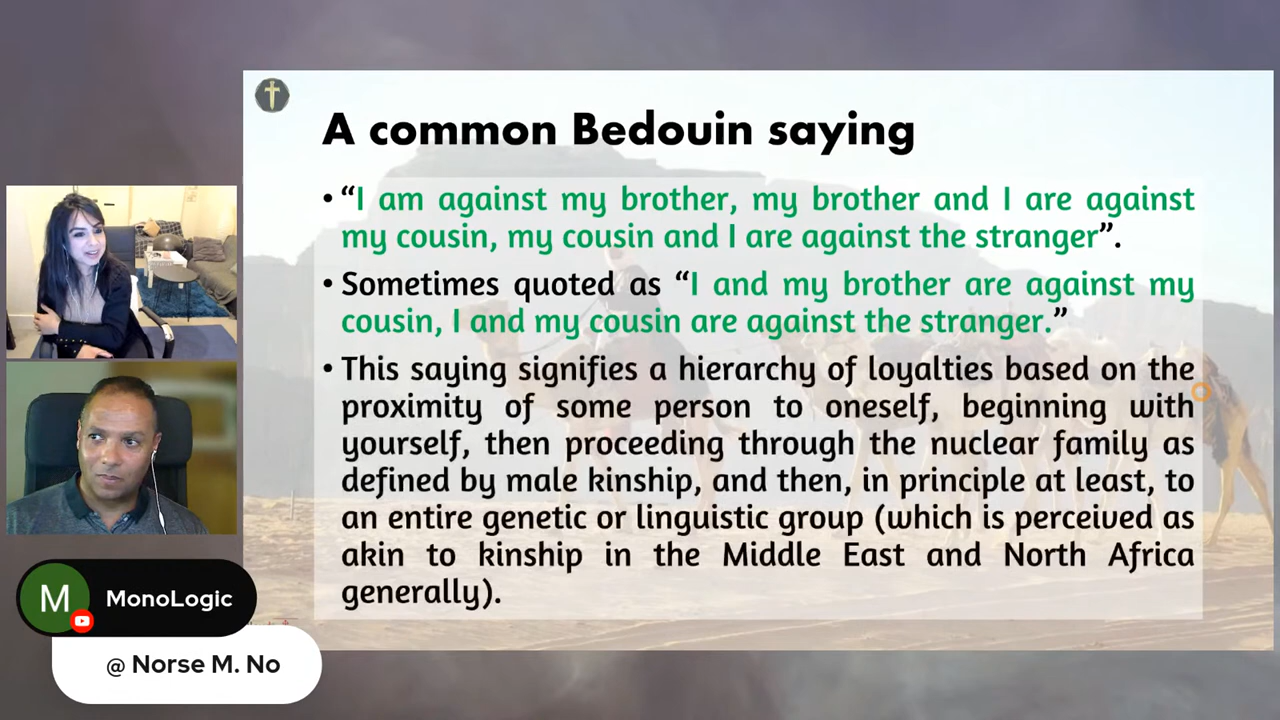 A common Bedouin saying
• “I am against my brother, my brother and I are against
my cousin, my cousin and I are against the stranger”.
• Sometimes quoted as “I and my brother are against my
cousin, I and my cousin are against the stranger.”
• This saying signifies a hierarchy of loyalties based on the
proximity of some person to oneself, beginning with
yourself, then proceeding through the nuclear family as
defined by male kinship, and then, in principle at least, to
an entire genetic or linguistic group (which is perceived as
akin to kinship in the Middle East and North Africa
generally).
M MonoLogic
@ Norse M. No